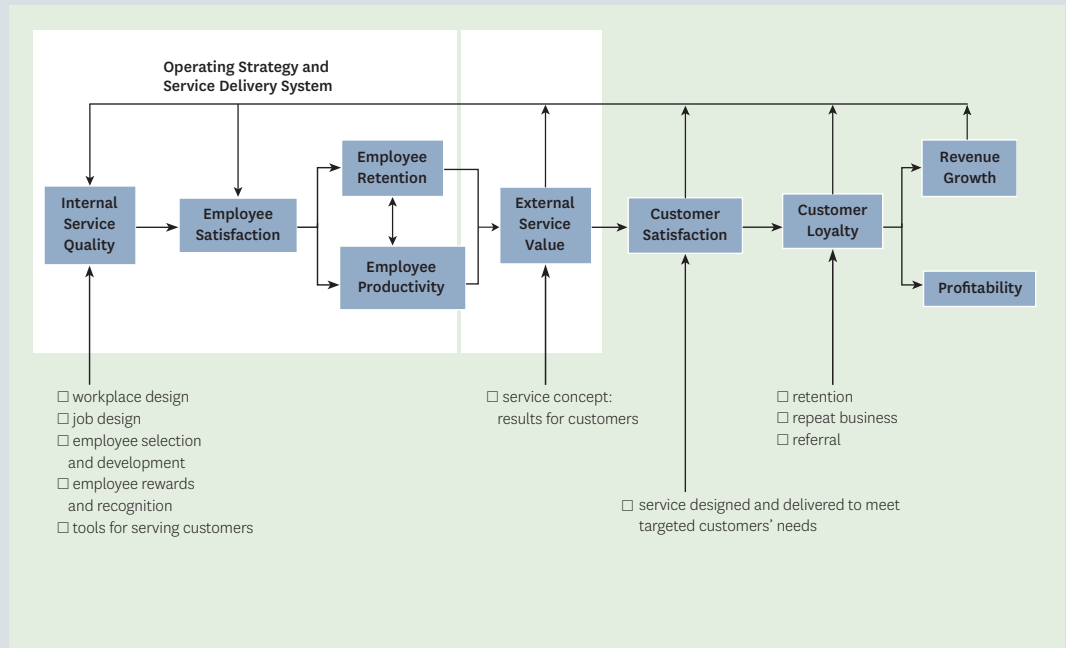 Operating Strategy and
Service Delivery System
Internal
Service
Quality
Employee
Satisfaction
Employee
Retention
Employee
Productivity
External
Service
Value
Customer
Satisfaction
Customer
Loyalty
Revenue
Growth
Profitability
☐ workplace design
☐ job design
☐ employee selection
and development
☐ employee rewards
and recognition
☐ tools for serving customers
☐ service concept:
results for customers
☐ service designed and delivered to meet
targeted customers’ needs
☐ retention
☐ repeat business
☐ referral